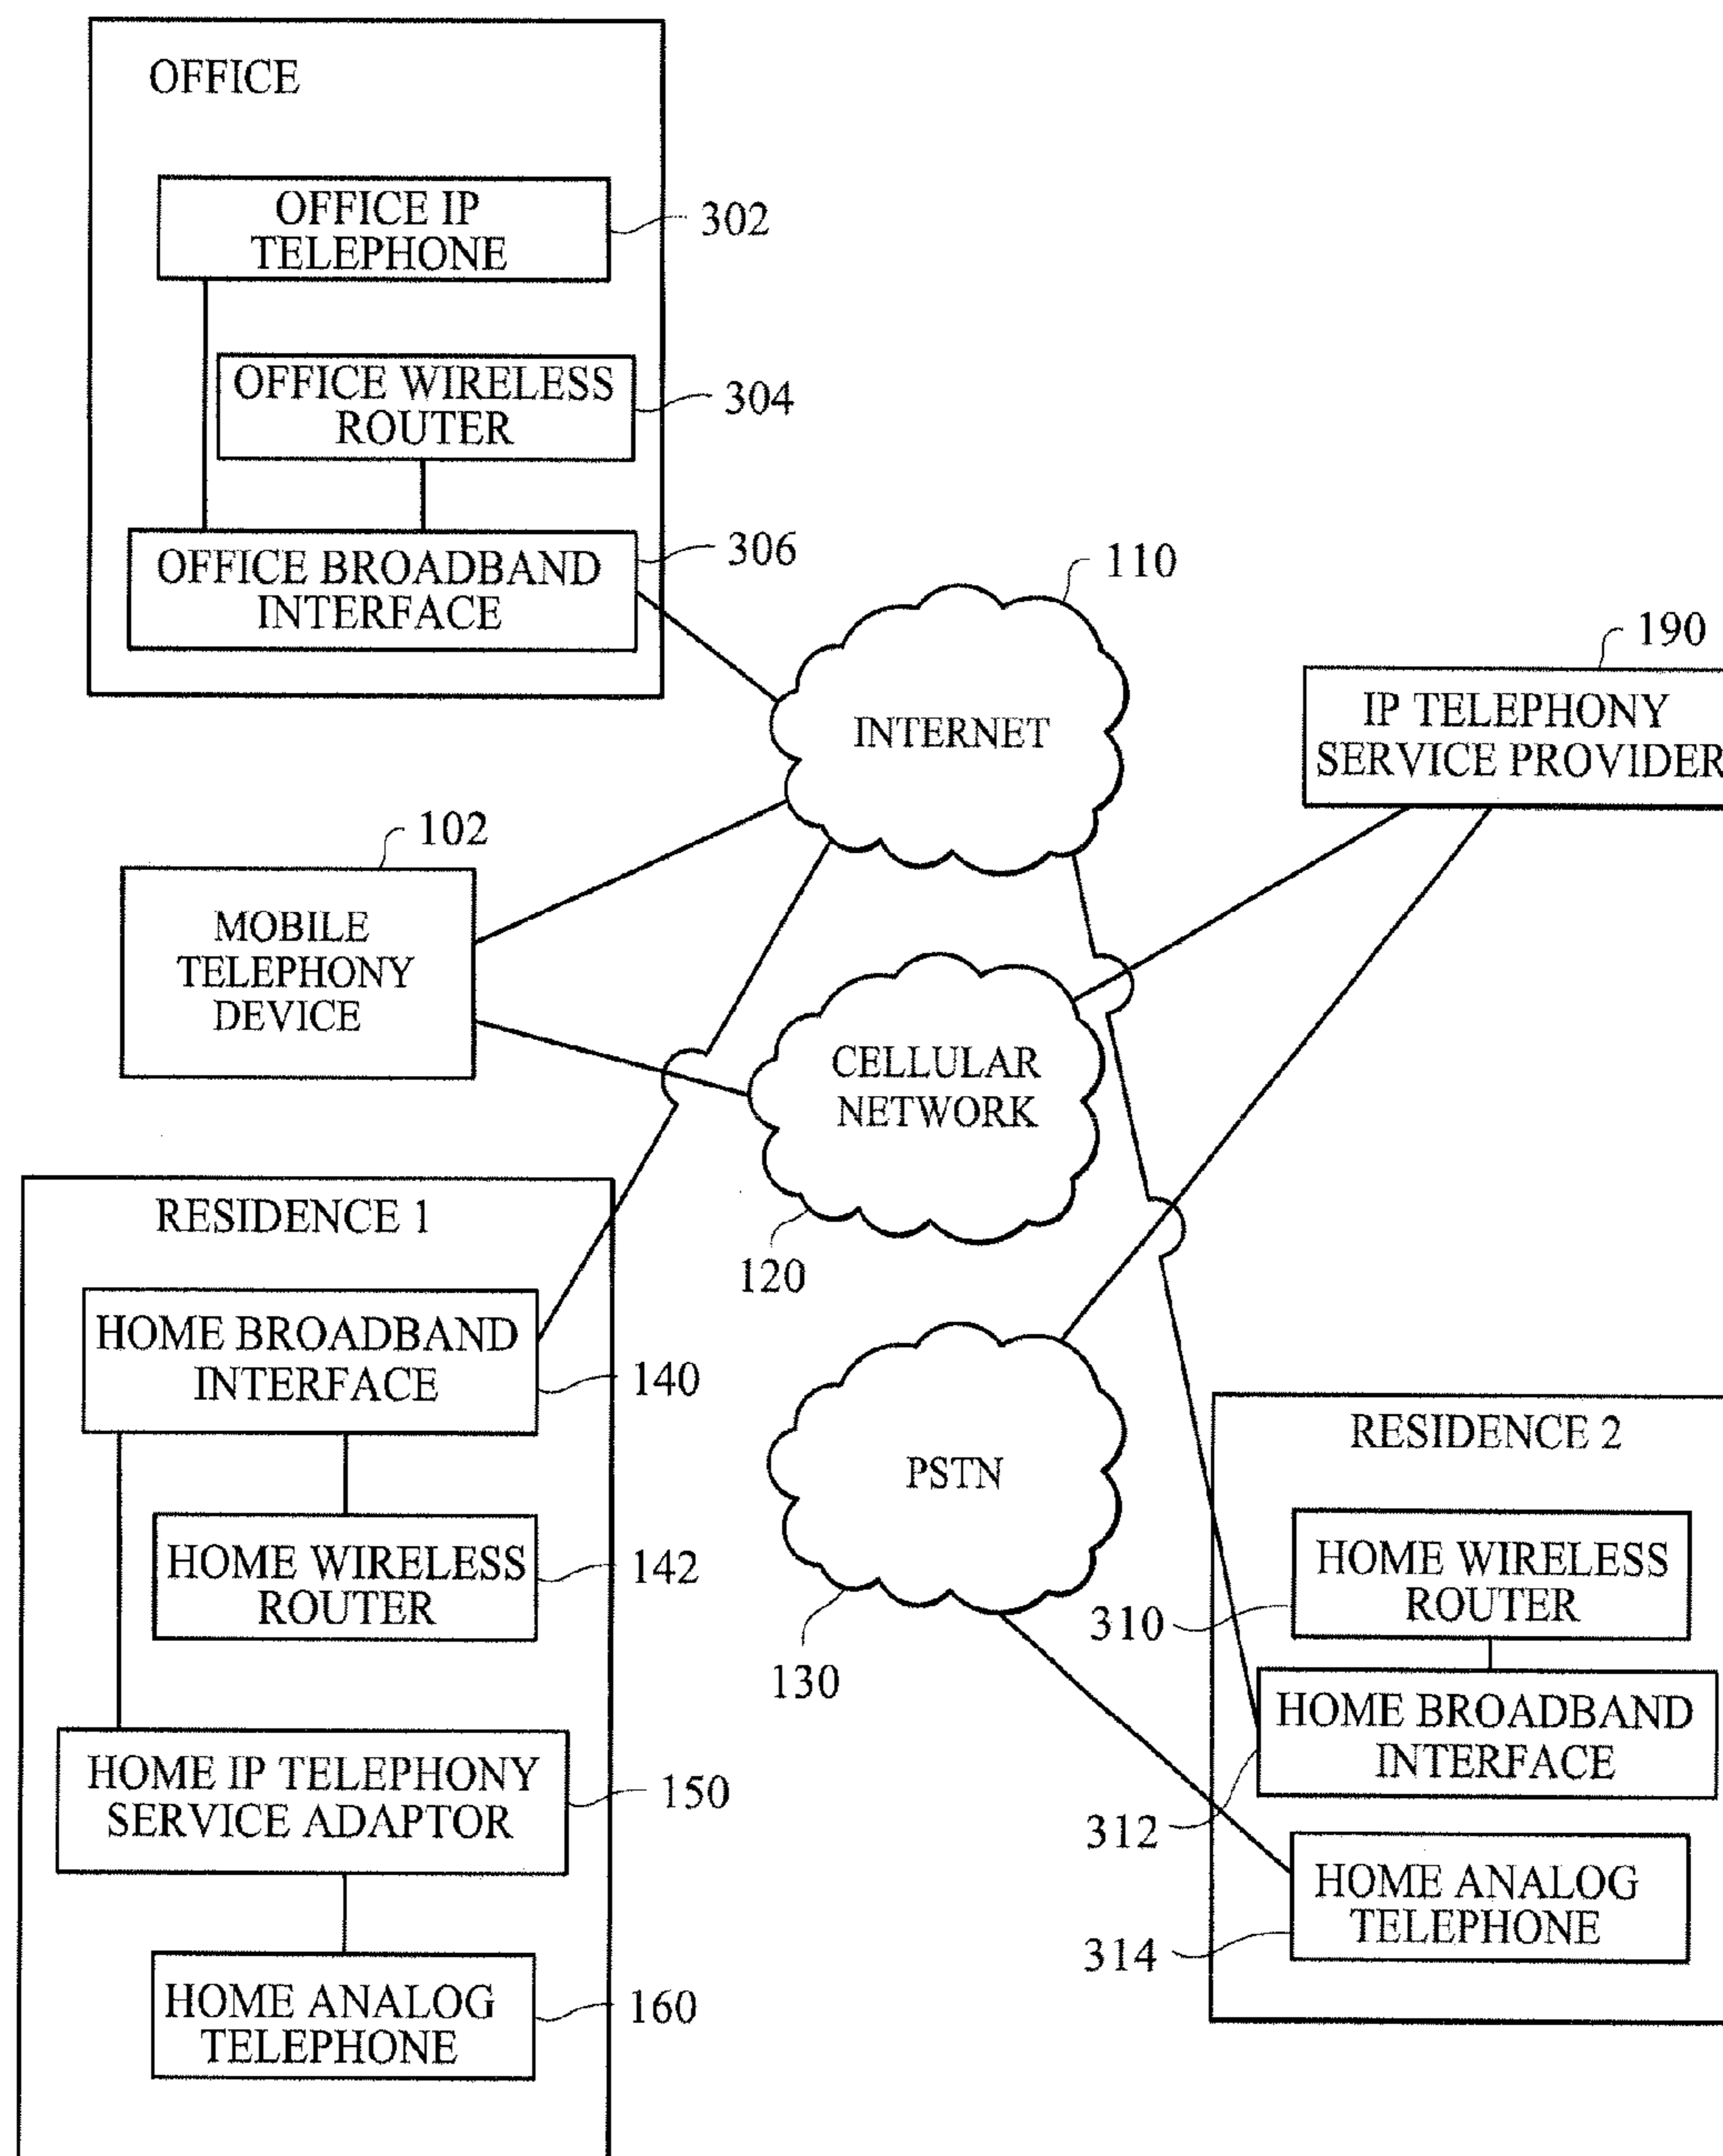 OFFICE
OFFICE IP
TELEPHONE
302
OFFICE WIRELESS
ROUTER
304
OFFICE BROADBAND
INTERFACE
306
110
INTERNET
190
IP TELEPHONY
SERVICE PROVIDER
102
MOBILE
TELEPHONY
DEVICE
CELLULAR
NETWORK
120
RESIDENCE 1
HOME BROADBAND
INTERFACE
140
HOME WIRELESS
ROUTER
142
HOME IP TELEPHONY
SERVICE ADAPTOR
150
HOME ANALOG
TELEPHONE
160
PSTN
130
RESIDENCE 2
HOME WIRELESS
ROUTER
310
HOME BROADBAND
INTERFACE
312
HOME ANALOG
TELEPHONE
314